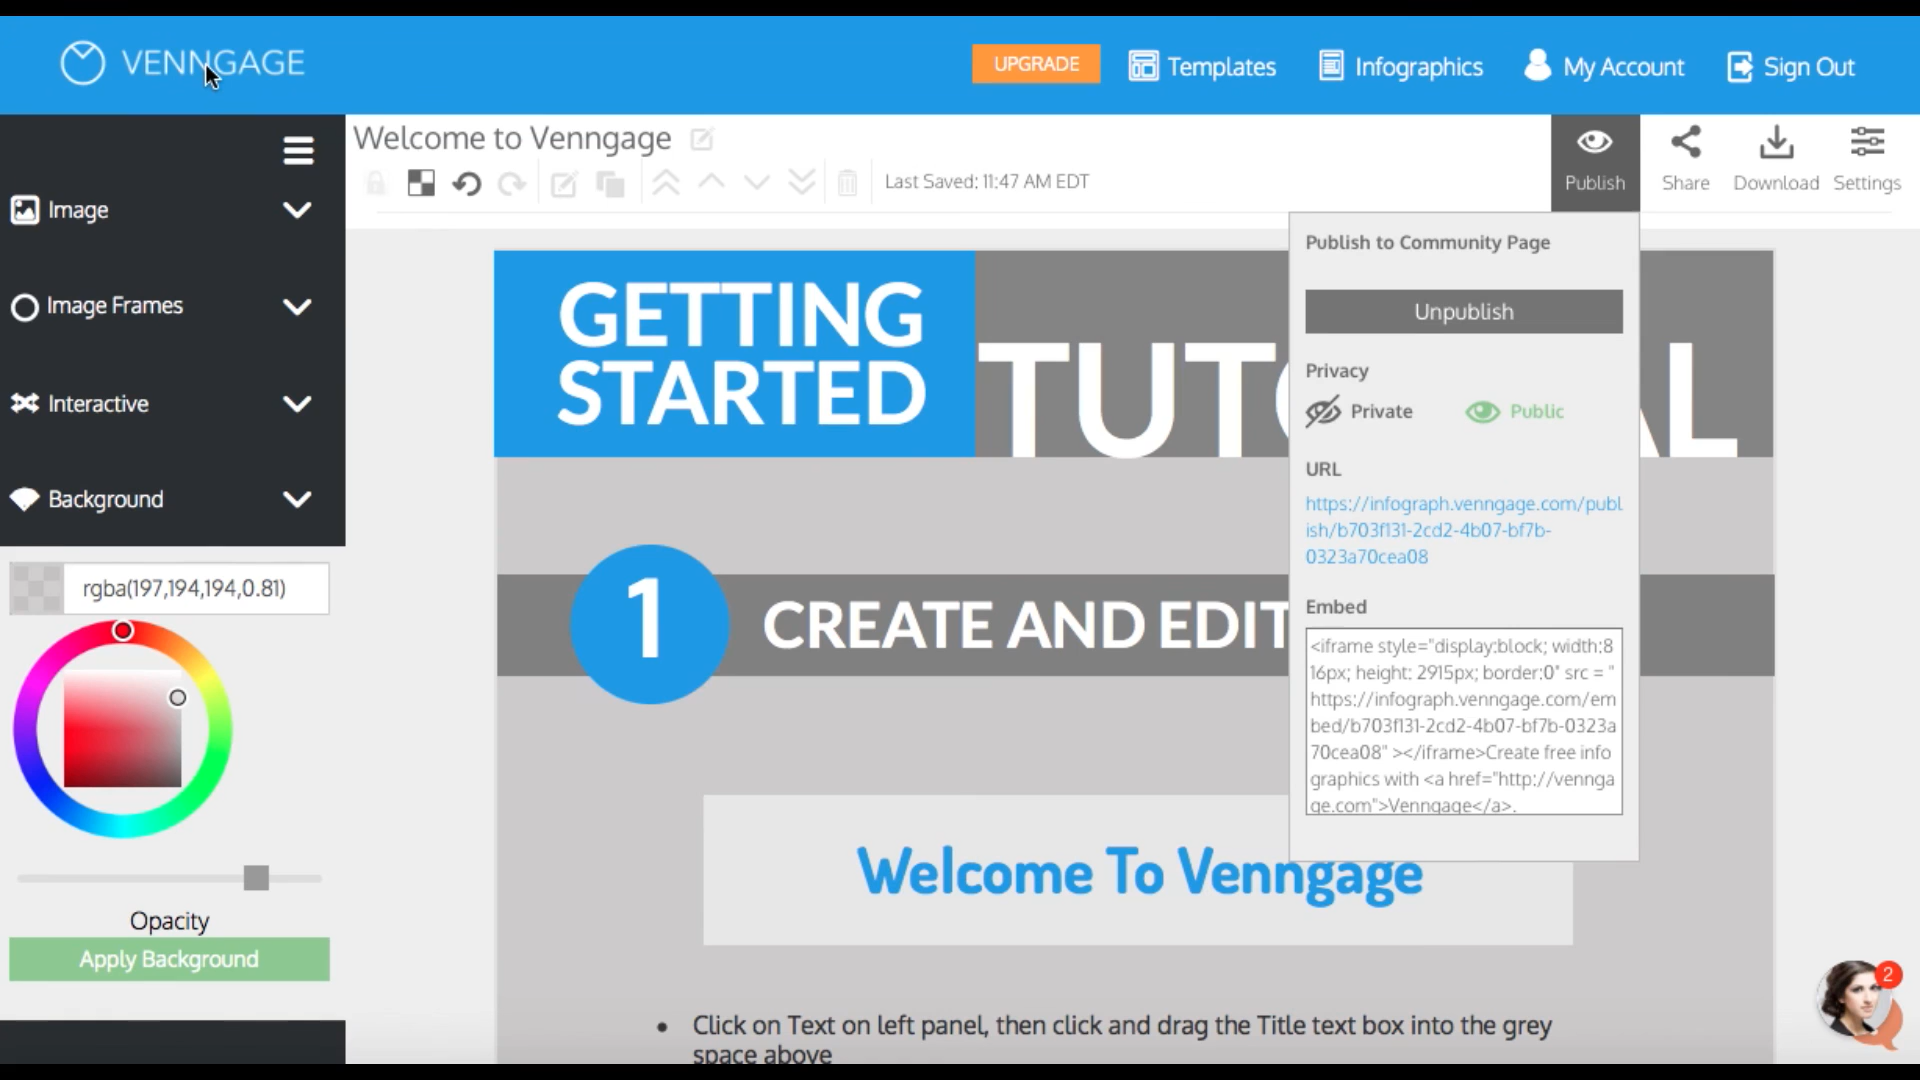 VENNGAGE
UPGRADE
Templates
Infographics
My Account
Sign Out
Welcome to Venngage
Last Saved: 11:47 AM EDT
Publish
Share
Download
Settings
Image
Image Frames
Interactive
Background
rgba(197,194,194,0.81)
Opacity
Apply Background
Publish to Community Page
Unpublish
Privacy
Private
Public
URL
https://infograph.venngage.com/publ
ish/b703f131-2cd2-4b07-bf7b-
0323a70cea08
Embed
<iframe style="display:block; width:8
16px; height: 2915px; border:0" src = "
https://infograph.venngage.com/em
bed/b703f131-2cd2-4b07-bf7b-0323a
70cea08" ></iframe>Create free info
graphics with <a href="http://vennga
ge.com">Venngage</a>.
GETTING
STARTED
1
CREATE AND EDIT
Welcome To Venngage
• Click on Text on left panel, then click and drag the Title text box into the grey
space above
2